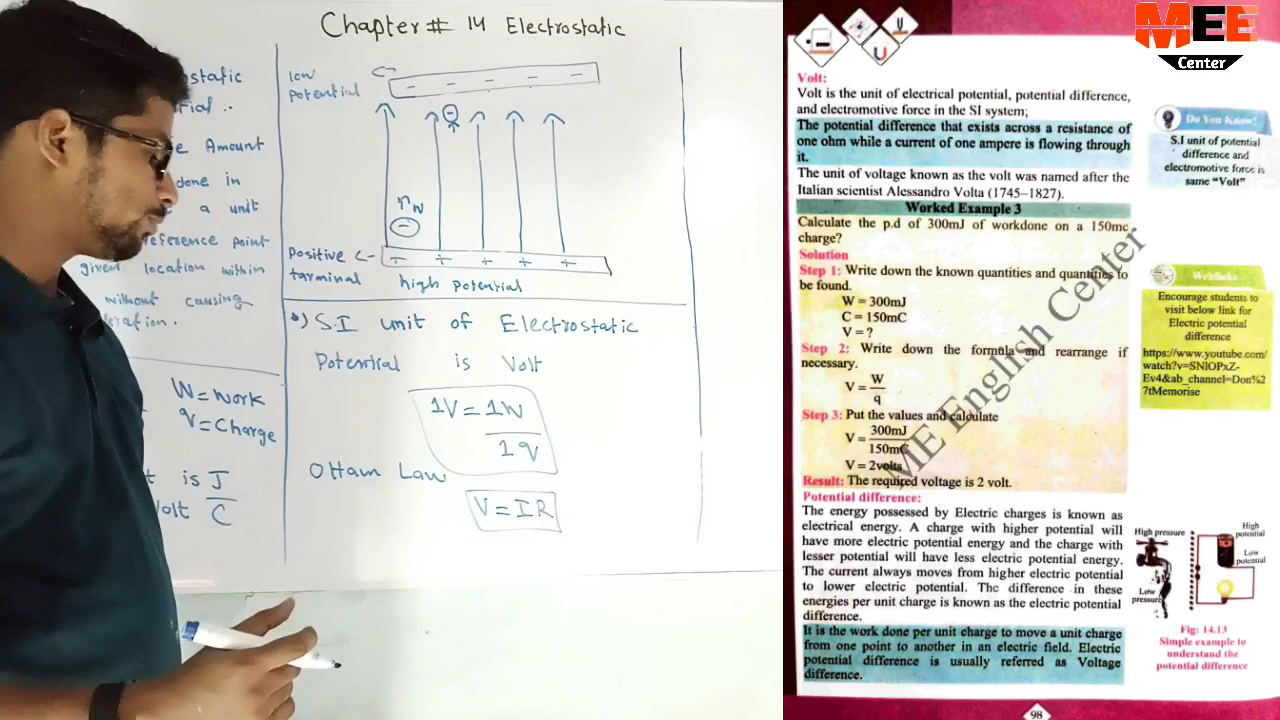 Chapter# 14 Electrostatic
static
tial :.
Amount
done in
a unit
reference point
given location within
without causing
eration.
W=Work
q=Charge
is J
Volt C
low
potential
Positive
tarminal
high potential
S.I unit of Electrostatic
Potential is Volt
1V = 1W
1q
Oham Law
V = IR
MEE
Center
Volt:
Volt is the unit of electrical potential, potential difference,
and electromotive force in the SI system;
The potential difference that exists across a resistance of
one ohm while a current of one ampere is flowing through
it.
The unit of voltage known as the volt was named after the
Italian scientist Alessandro Volta (1745–1827).
Worked Example 3
Calculate the p.d of 300mJ of workdone on a 150mc
charge?
Solution
Step 1: Write down the known quantities and quantities to
be found.
W = 300mJ
C = 150mC
V = ?
Step 2: Write down the formula and rearrange if
necessary.
V = W
q
Step 3: Put the values and calculate
V = 300mJ
150mC
V = 2volts
Result: The required voltage is 2 volt.
Potential difference:
The energy possessed by Electric charges is known as
electrical energy. A charge with higher potential will
have more electric potential energy and the charge with
lesser potential will have less electric potential energy.
The current always moves from higher electric potential
to lower electric potential. The difference in these
energies per unit charge is known as the electric potential
difference.
It is the work done per unit charge to move a unit charge
from one point to another in an electric field. Electric
potential difference is usually referred as Voltage
difference.
ME English Center
Do You Know!
S.I unit of potential
difference and
electromotive force is
same “Volt”
Weblinks
Encourage students to
visit below link for
Electric potential
difference
https://www.youtube.com/
watch?v=SNlOPxZ-
Ev4&ab_channel=Don%2
7tMemorise
High pressure
Low
pressure
High
potential
Low
potential
Fig: 14.13
Simple example to
understand the
potential difference
98